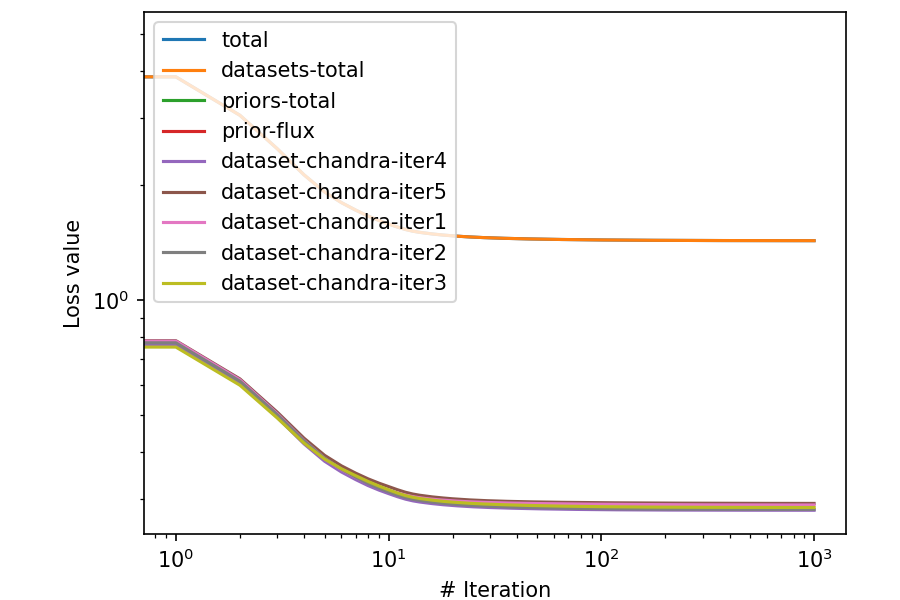 total
datasets-total
priors-total
prior-flux
dataset-chandra-iter4
dataset-chandra-iter5
dataset-chandra-iter1
dataset-chandra-iter2
dataset-chandra-iter3
Loss value
10⁰
10⁰ 10¹ 10² 10³
# Iteration